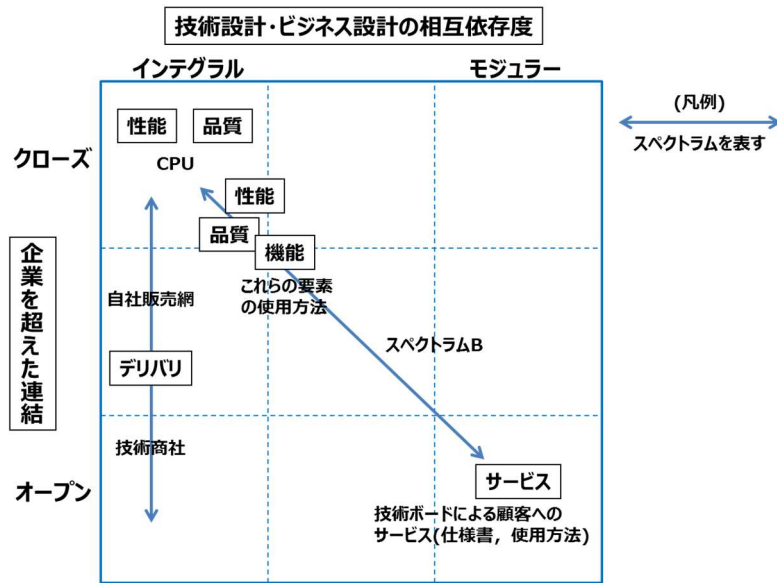 技術設計・ビジネス設計の相互依存度
インテグラル
モジュラー
(凡例)
スペクトラムを表す
性能
品質
クローズ
CPU
性能
品質
機能
企業を超えた連結
自社販売網
これらの要素
の使用方法
スペクトラムB
デリバリ
技術商社
オープン
サービス
技術ボードによる顧客への
サービス(仕様書，使用方法)